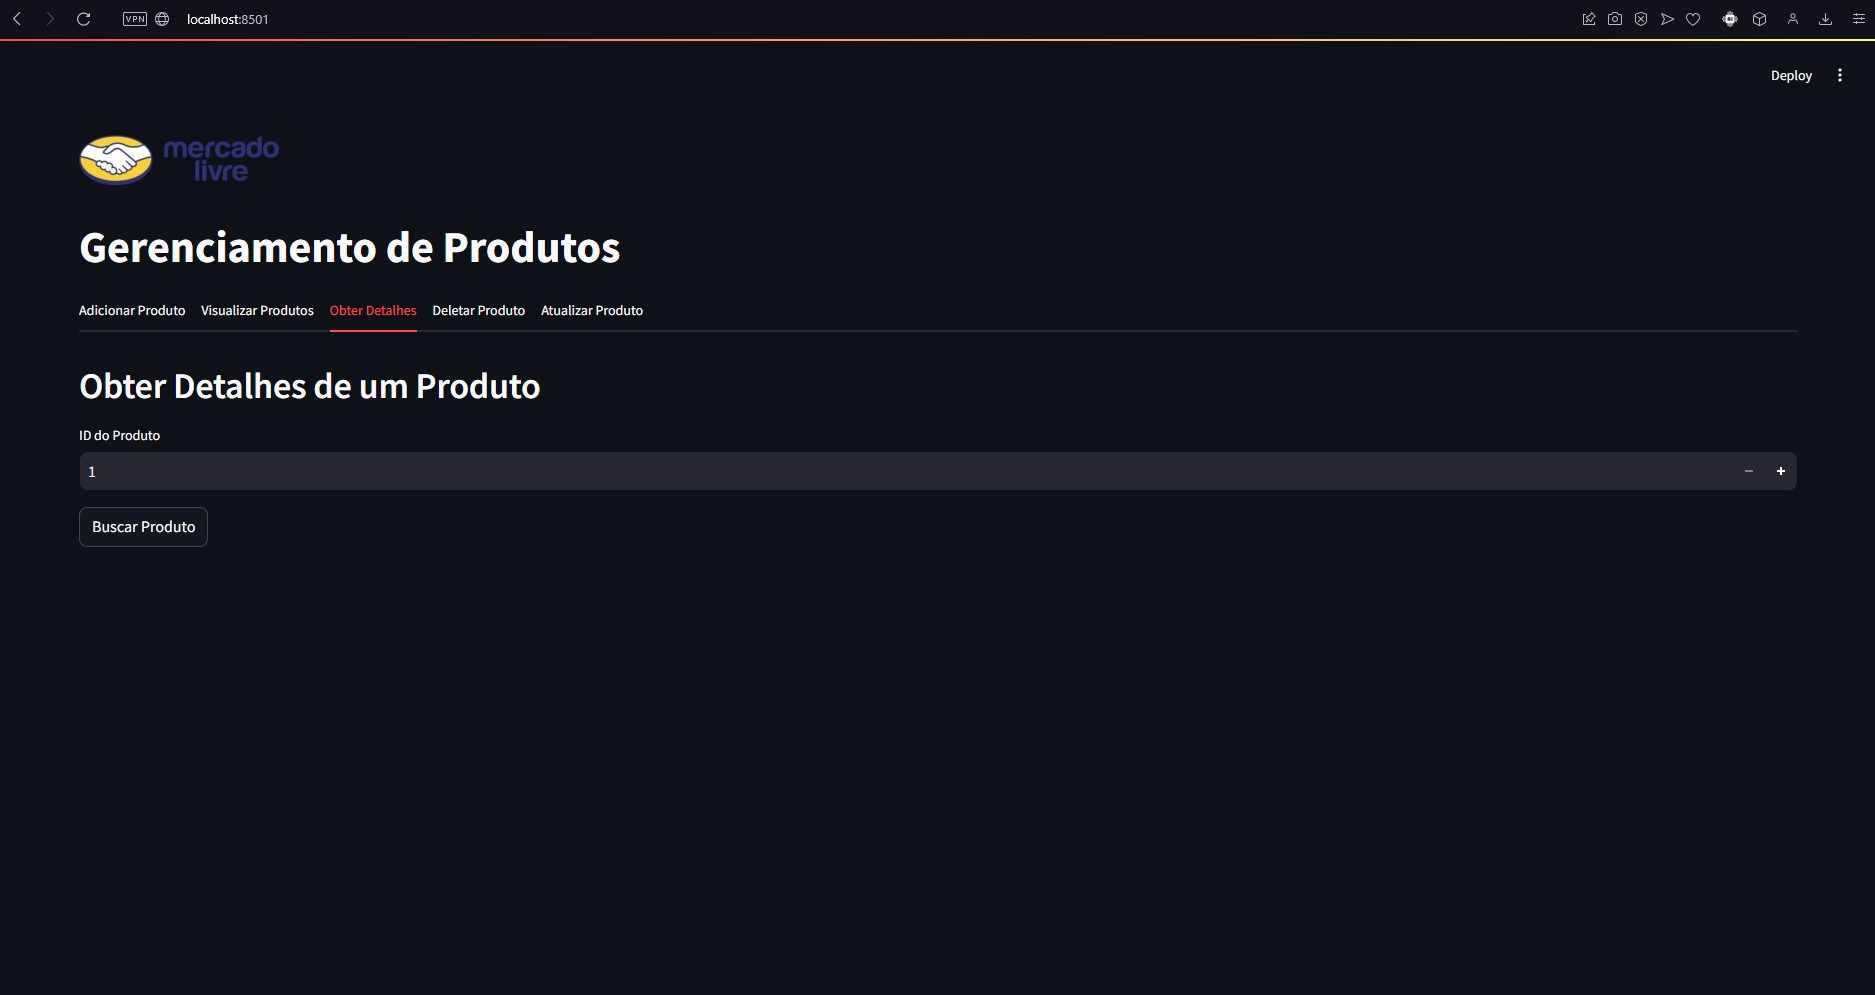 VPN localhost:8501
Deploy
mercado
livre
Gerenciamento de Produtos
Adicionar Produto Visualizar Produtos Obter Detalhes Deletar Produto Atualizar Produto
Obter Detalhes de um Produto
ID do Produto
1
Buscar Produto